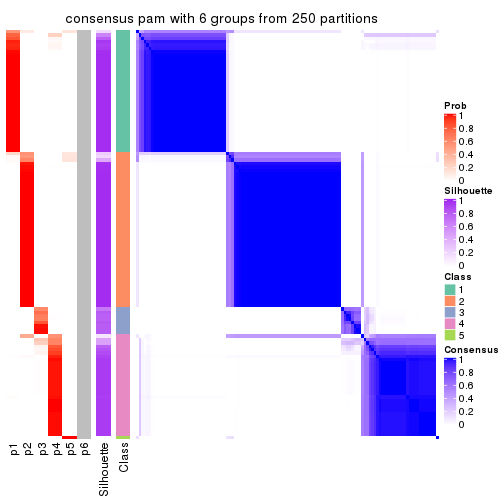 consensus pam with 6 groups from 250 partitions
Prob
1
0.8
0.6
0.4
0.2
0
Silhouette
1
0.8
0.6
0.4
0.2
0
Class
1
2
3
4
5
Consensus
1
0.8
0.6
0.4
0.2
0
p1
p2
p3
p4
p5
p6
Silhouette
Class